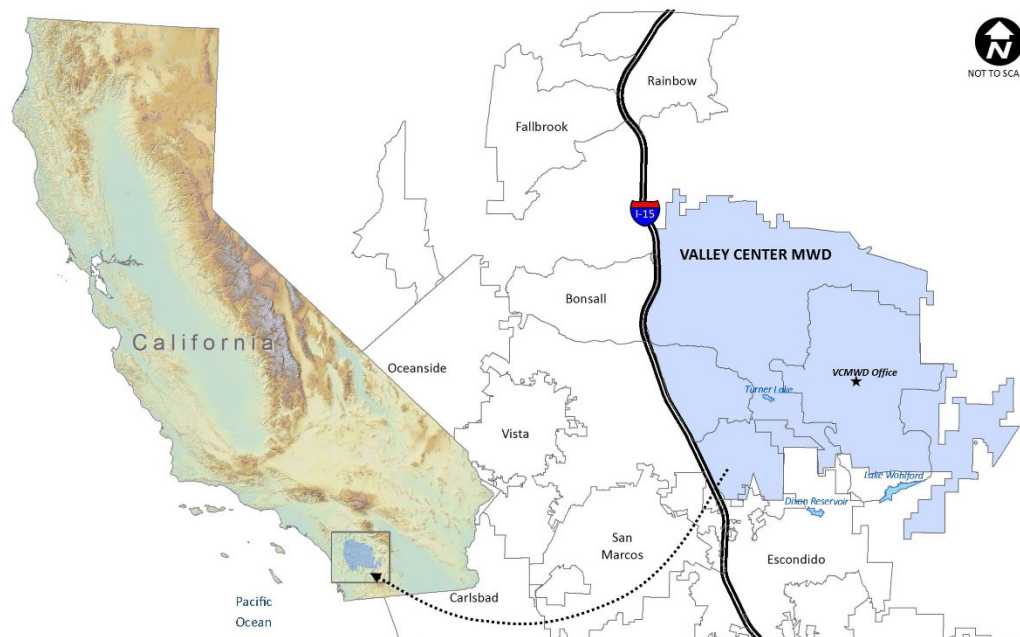 N
NOT TO SCA
Rainbow
Fallbrook
I-15
VALLEY CENTER MWD
Bonsall
California
Oceanside
VCMWD Office
Turner Lake
Vista
Lake Wohlford
Dixon Reservoir
San
Marcos
Escondido
Carlsbad
Pacific
Ocean